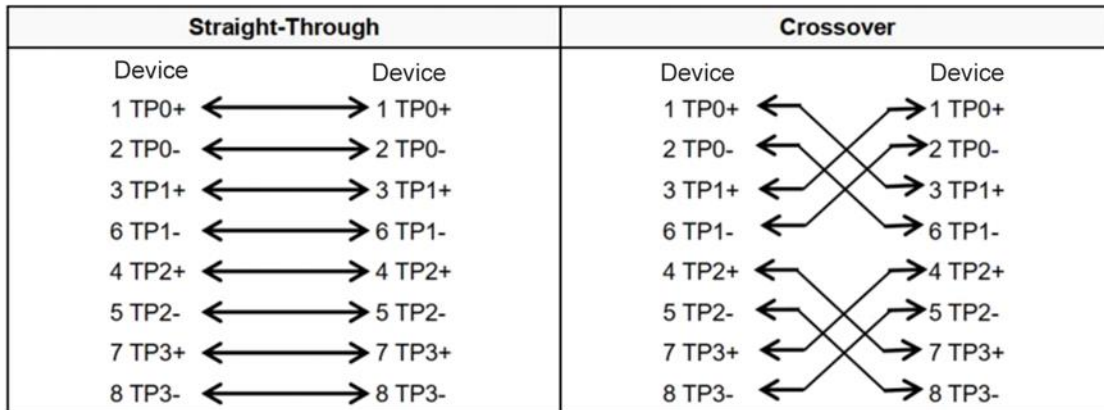 Straight-Through Crossover
Device Device Device Device
1 TP0+ 1 TP0+ 1 TP0+ 1 TP0+
2 TP0- 2 TP0- 2 TP0- 2 TP0-
3 TP1+ 3 TP1+ 3 TP1+ 3 TP1+
6 TP1- 6 TP1- 6 TP1- 6 TP1-
4 TP2+ 4 TP2+ 4 TP2+ 4 TP2+
5 TP2- 5 TP2- 5 TP2- 5 TP2-
7 TP3+ 7 TP3+ 7 TP3+ 7 TP3+
8 TP3- 8 TP3- 8 TP3- 8 TP3-